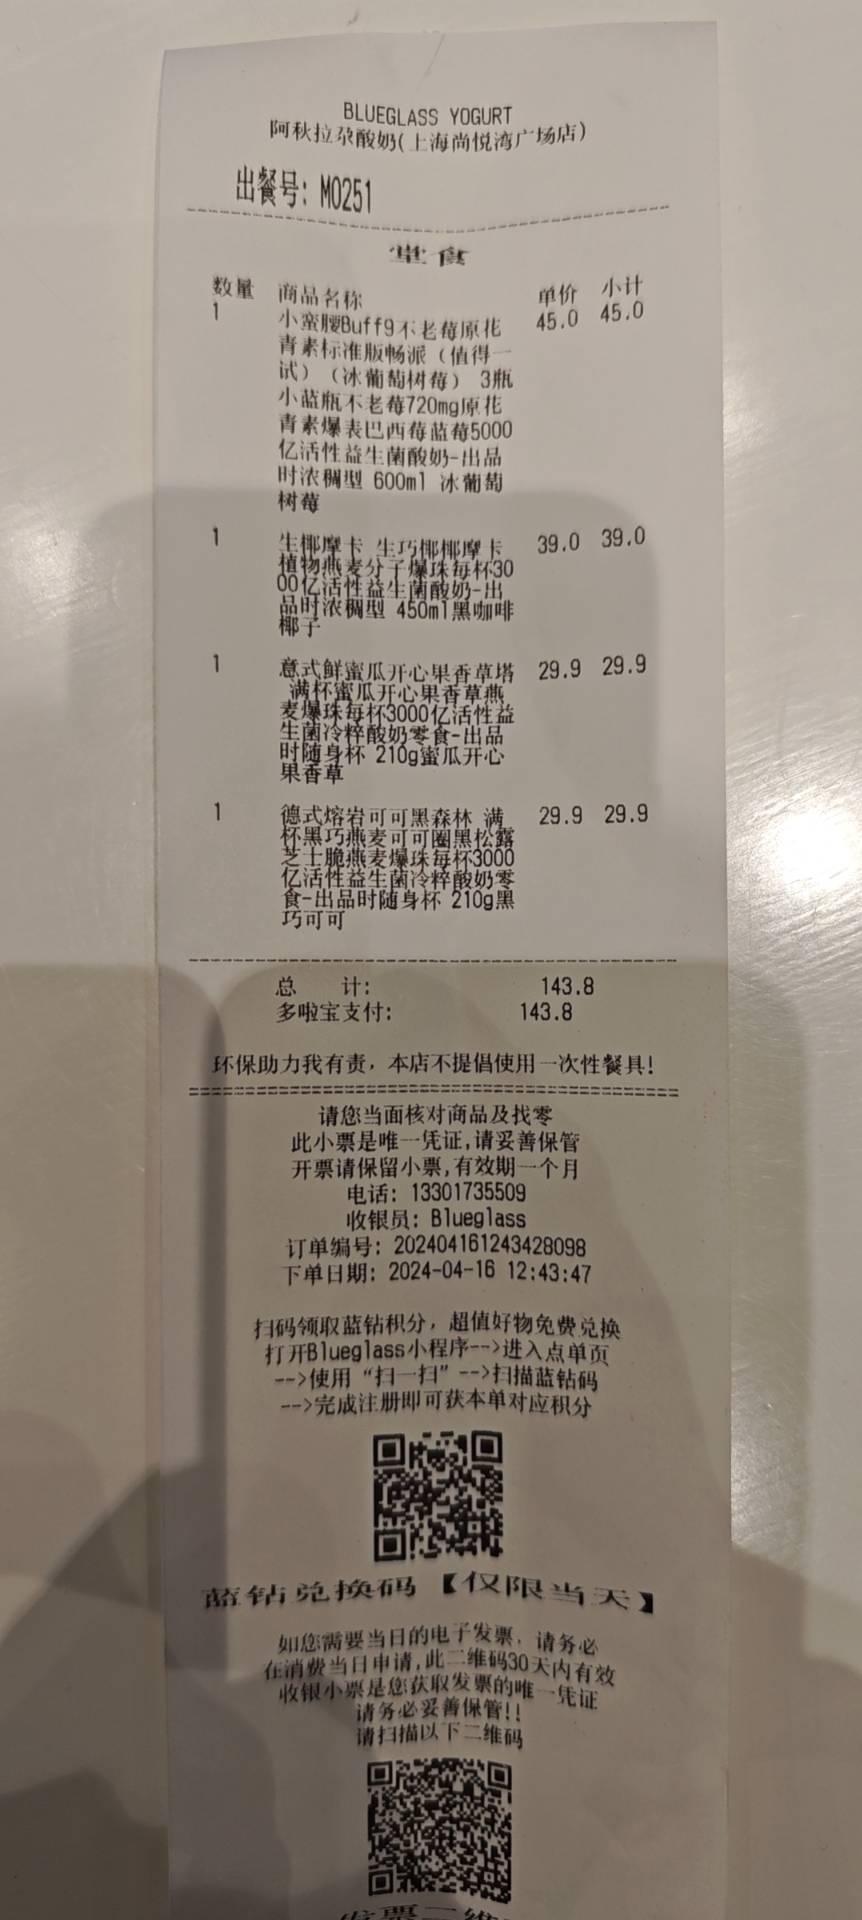 BLUEGLASS YOGURT
阿秋拉尕酸奶(上海尚悦湾广场店)
出餐号: M0251
堂食
数量 商品名称 单价 小计
1 小蛮腰Buff9不老莓原花 45.0 45.0
青素标准版畅派（值得一
试）（冰葡萄树莓） 3瓶
小蓝瓶不老莓720mg原花
青素爆表巴西莓蓝莓5000
亿活性益生菌酸奶-出品
时浓稠型 600ml 冰葡萄
树莓
1 生椰摩卡 生巧椰椰摩卡 39.0 39.0
植物燕麦分子爆珠每杯30
00亿活性益生菌酸奶-出
品时浓稠型 450ml黑咖啡
椰子
1 意式鲜蜜瓜开心果香草塔 29.9 29.9
满杯蜜瓜开心果香草燕
麦爆珠每杯3000亿活性益
生菌冷粹酸奶零食-出品
时随身杯 210g蜜瓜开心
果香草
1 德式熔岩可可黑森林 满 29.9 29.9
杯黑巧燕麦可可圈黑松露
芝士脆燕麦爆珠每杯3000
亿活性益生菌冷粹酸奶零
食-出品时随身杯 210g黑
巧可可
总 计: 143.8
多啦宝支付: 143.8
环保助力我有责，本店不提倡使用一次性餐具!
请您当面核对商品及找零
此小票是唯一凭证,请妥善保管
开票请保留小票,有效期一个月
电话: 13301735509
收银员: Blueglass
订单编号: 202404161243428098
下单日期: 2024-04-16 12:43:47
扫码领取蓝钻积分，超值好物免费兑换
打开Blueglass小程序-->进入点单页
-->使用“扫一扫”-->扫描蓝钻码
-->完成注册即可获本单对应积分
蓝钻兑换码【仅限当天】
如您需要当日的电子发票，请务必
在消费当日申请,此二维码30天内有效
收银小票是您获取发票的唯一凭证
请务必妥善保管!!
请扫描以下二维码
发票二维